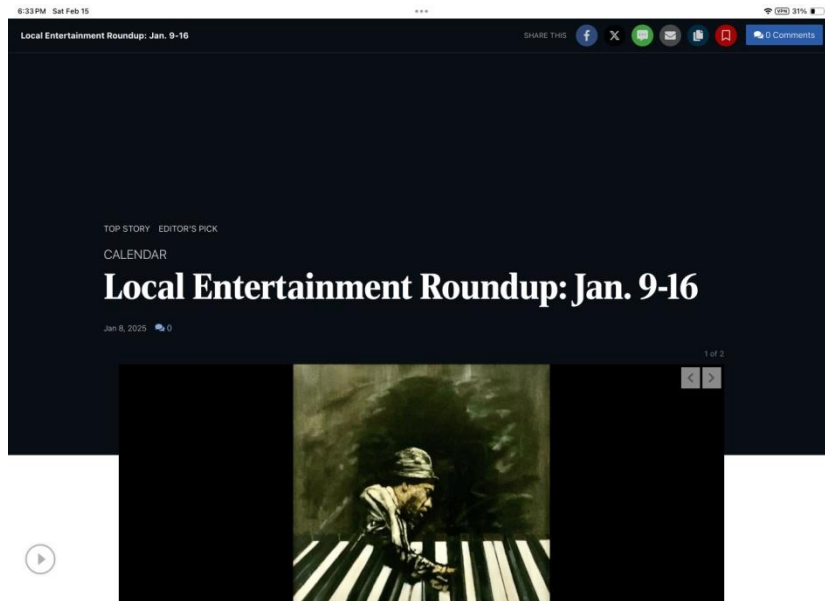 6:33 PM Sat Feb 15
VPN 31%
Local Entertainment Roundup: Jan. 9-16
SHARE THIS
0 Comments
TOP STORY EDITOR'S PICK
CALENDAR
Local Entertainment Roundup: Jan. 9-16
Jan 8, 2025 0
1 of 2